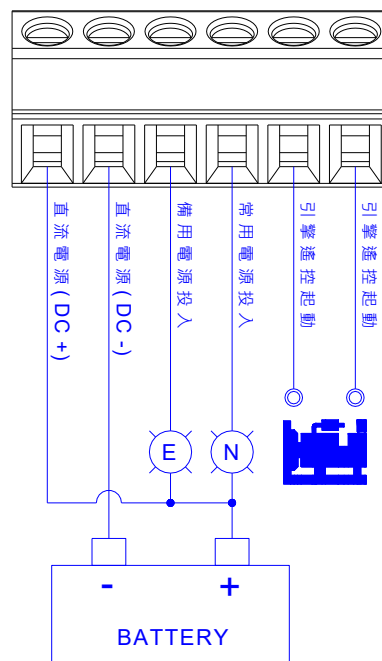 直流電源(DC+)
直流電源(DC-)
備用電源投入
常用電源投入
引擎遙控起動
引擎遙控起動
E
N
-
+
BATTERY